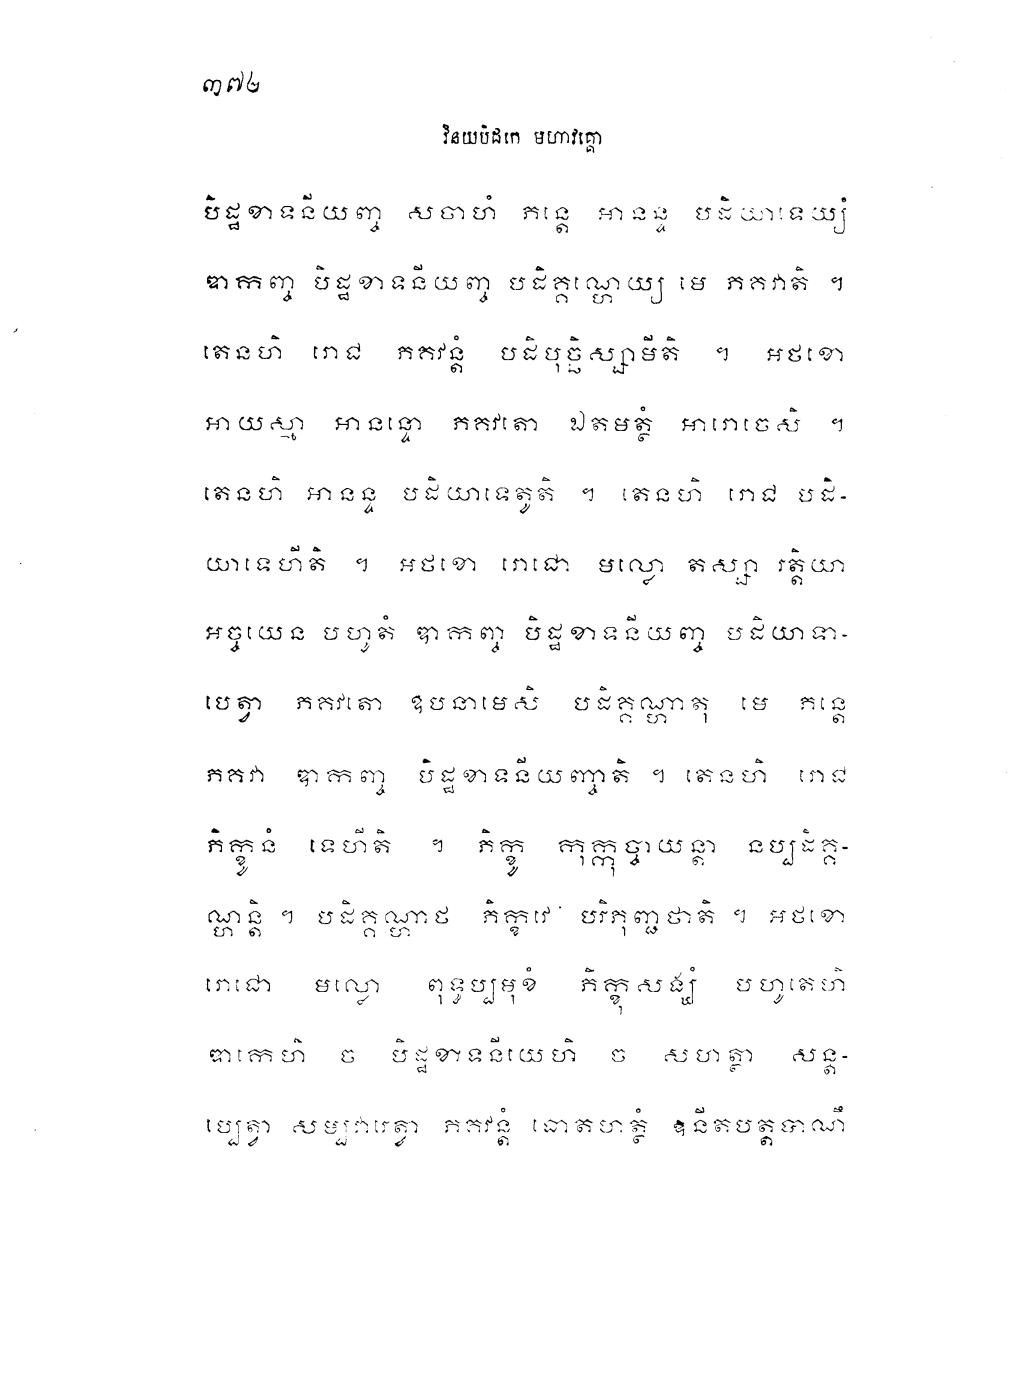 ៣៧២
វិនយបិដកេ មហាវគ្គោ
បិដ្ឋខាទនីយញ្ច សចាហំ ភន្តេ អានន្ទ បដិយាទេយ្យំ
ឌាកញ្ច បិដ្ឋខាទនីយញ្ច បដិគ្គណ្ហេយ្យ មេ ភគវាតិ ។
តេនហិ រោជ ភគវន្តំ បដិបុច្ឆិស្សាមីតិ ។ អថខោ
អាយស្មា អានន្ទោ ភគវតោ ឯតមត្ថំ អារោចេសិ ។
តេនហិ អានន្ទ បដិយាទេតូតិ ។ តេនហិ រោជ បដិ-
យាទេហីតិ ។ អថខោ រោជោ មល្លោ តស្សា រត្តិយា
អច្ចយេន បហូតំ ឌាកញ្ច បិដ្ឋខាទនីយញ្ច បដិយាទា-
បេត្វា ភគវតោ ឧបនាមេសិ បដិគ្គណ្ហាតុ មេ ភន្តេ
ភគវា ឌាកញ្ច បិដ្ឋខាទនីយញ្ចាតិ ។ តេនហិ រោជ
ភិក្ខូនំ ទេហីតិ ។ ភិក្ខូ កុក្កុច្ចាយន្តា នប្បដិគ្គ-
ណ្ហន្តិ ។ បដិគ្គណ្ហាថ ភិក្ខវេ បរិភុញ្ជថាតិ ។ អថខោ
រោជោ មល្លោ ពុទ្ធប្បមុខំ ភិក្ខុសង្ឃំ បហូតេហិ
ឌាកេហិ ច បិដ្ឋខាទនីយេហិ ច សហត្ថា សន្ត-
ប្បេត្វា សម្បវារេត្វា ភគវន្តំ ធោតហត្ថំ ឱនីតបត្តបាណឹ